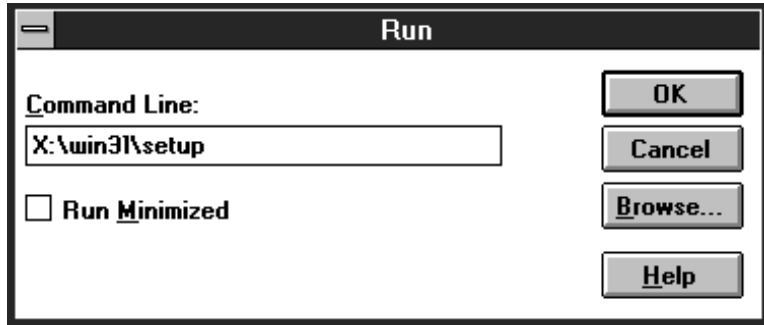 Run
Command Line:
X:\win31\setup
Run Minimized
OK
Cancel
Browse...
Help